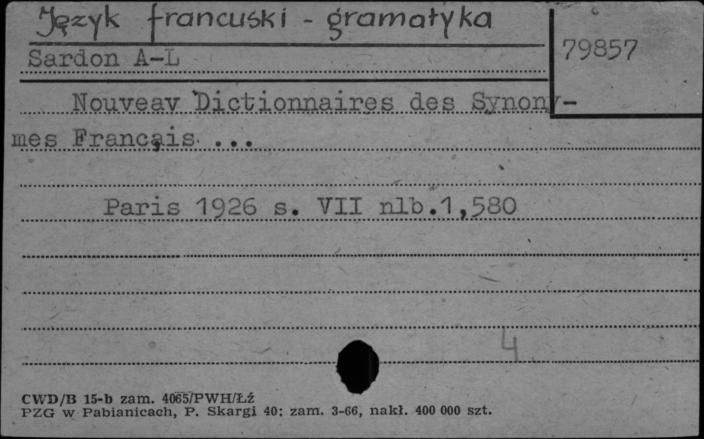 Język francuski - gramatyka
79857
Sardon A-L
Nouveav Dictionnaires des Synony-
mes Français ...
Paris 1926 s. VII nlb.1,580
4
CWD/B 15-b zam. 4065/PWH/Łź
PZG w Pabianicach, P. Skargi 40; zam. 3-66, nakł. 400 000 szt.